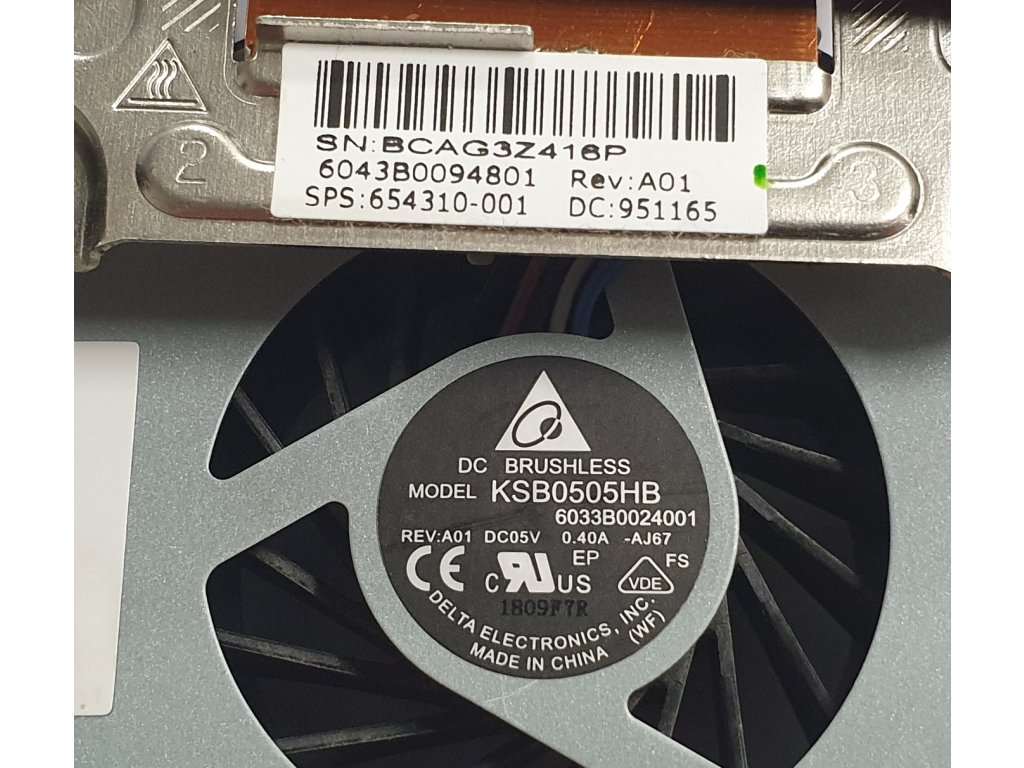 2
3
SN:BCAG3Z416P
6043B0094801 Rev:A01
SPS:654310-001 DC:951165
DC BRUSHLESS
MODEL KSB0505HB
6033B0024001
REV:A01 DC05V 0.40A -AJ67
EP
CE c RU US VDE FS
1809F7R
DELTA ELECTRONICS, INC.
MADE IN CHINA (WF)